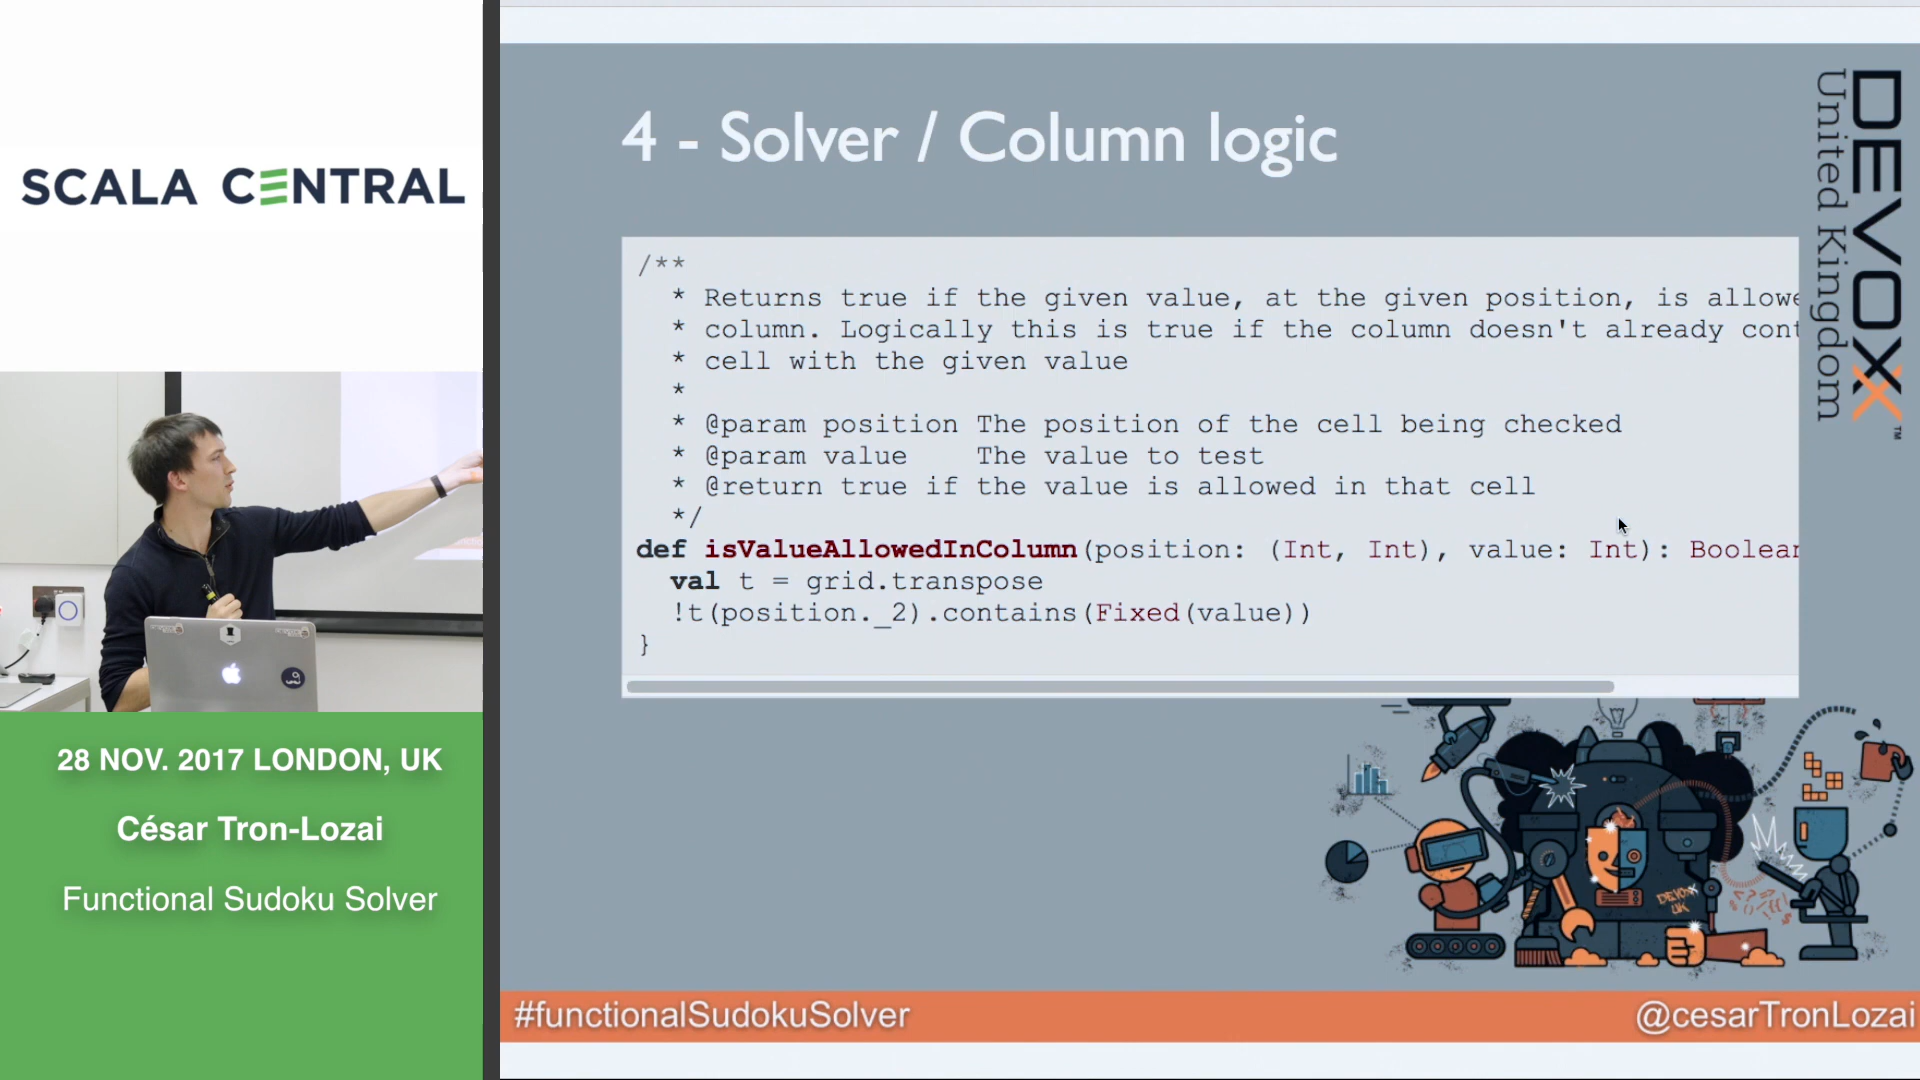 SCALA CENTRAL
28 NOV. 2017 LONDON, UK
César Tron-Lozai
Functional Sudoku Solver
4 - Solver / Column logic
/**
* Returns true if the given value, at the given position, is allowe
* column. Logically this is true if the column doesn't already cont
* cell with the given value
*
* @param position The position of the cell being checked
* @param value    The value to test
* @return true if the value is allowed in that cell
*/
def isValueAllowedInColumn(position: (Int, Int), value: Int): Boolean
val t = grid.transpose
!t(position._2).contains(Fixed(value))
}
DEVOXX™
United Kingdom
DEVOXX
UK
#functionalSudokuSolver
@cesarTronLozai